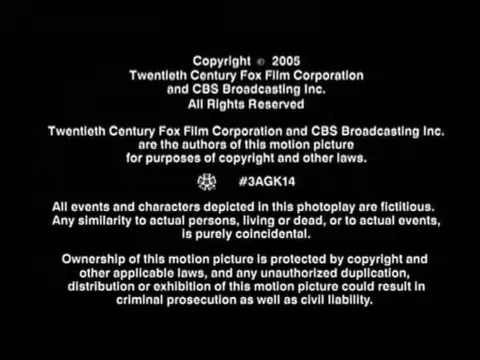 Copyright © 2005
Twentieth Century Fox Film Corporation
and CBS Broadcasting Inc.
All Rights Reserved
Twentieth Century Fox Film Corporation and CBS Broadcasting Inc.
are the authors of this motion picture
for purposes of copyright and other laws.
#3AGK14
All events and characters depicted in this photoplay are fictitious.
Any similarity to actual persons, living or dead, or to actual events,
is purely coincidental.
Ownership of this motion picture is protected by copyright and
other applicable laws, and any unauthorized duplication,
distribution or exhibition of this motion picture could result in
criminal prosecution as well as civil liability.